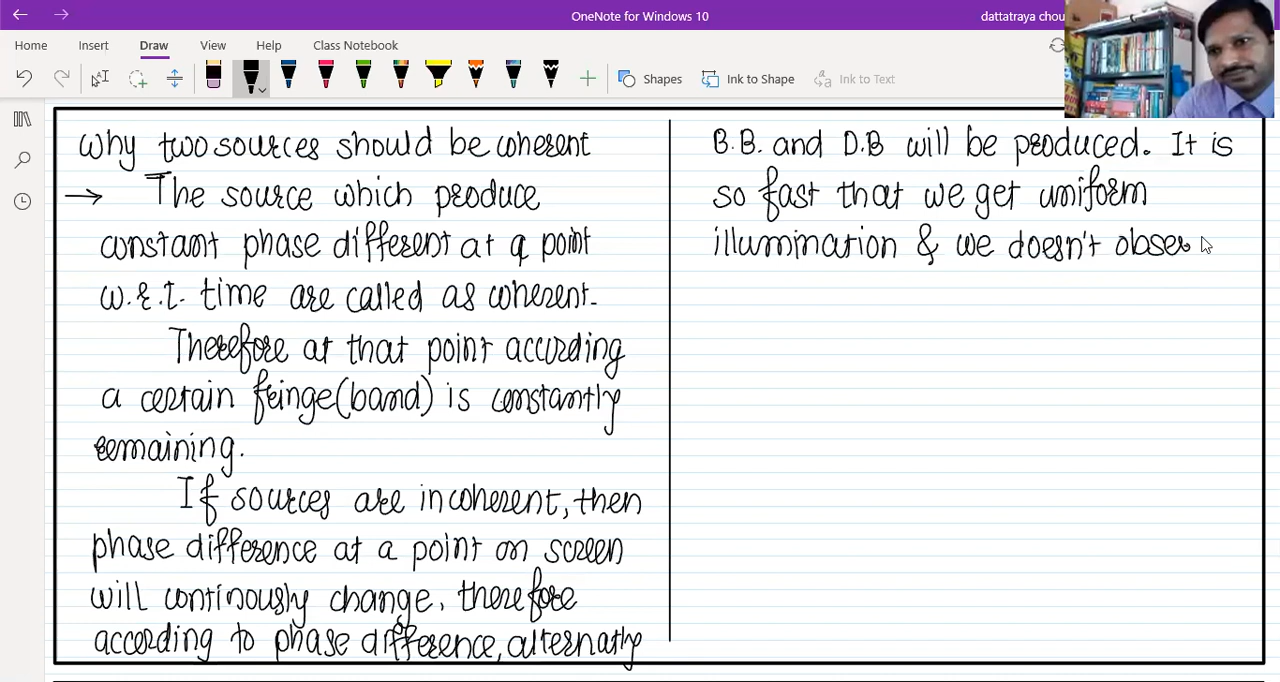 OneNote for Windows 10
dattatraya chou
Home Insert Draw View Help Class Notebook
Shapes Ink to Shape Ink to Text
Why two sources should be coherent
→ The source which produce
constant phase different at a point
w.r.t. time are called as coherent.
Therefore at that point according
a certain fringe(band) is constantly
remaining.
If sources are incoherent, then
phase difference at a point on screen
will continously change, therefore
according to phase difference, alternatly
B.B. and D.B will be produced. It is
so fast that we get uniform
illumination & we doesn't obser